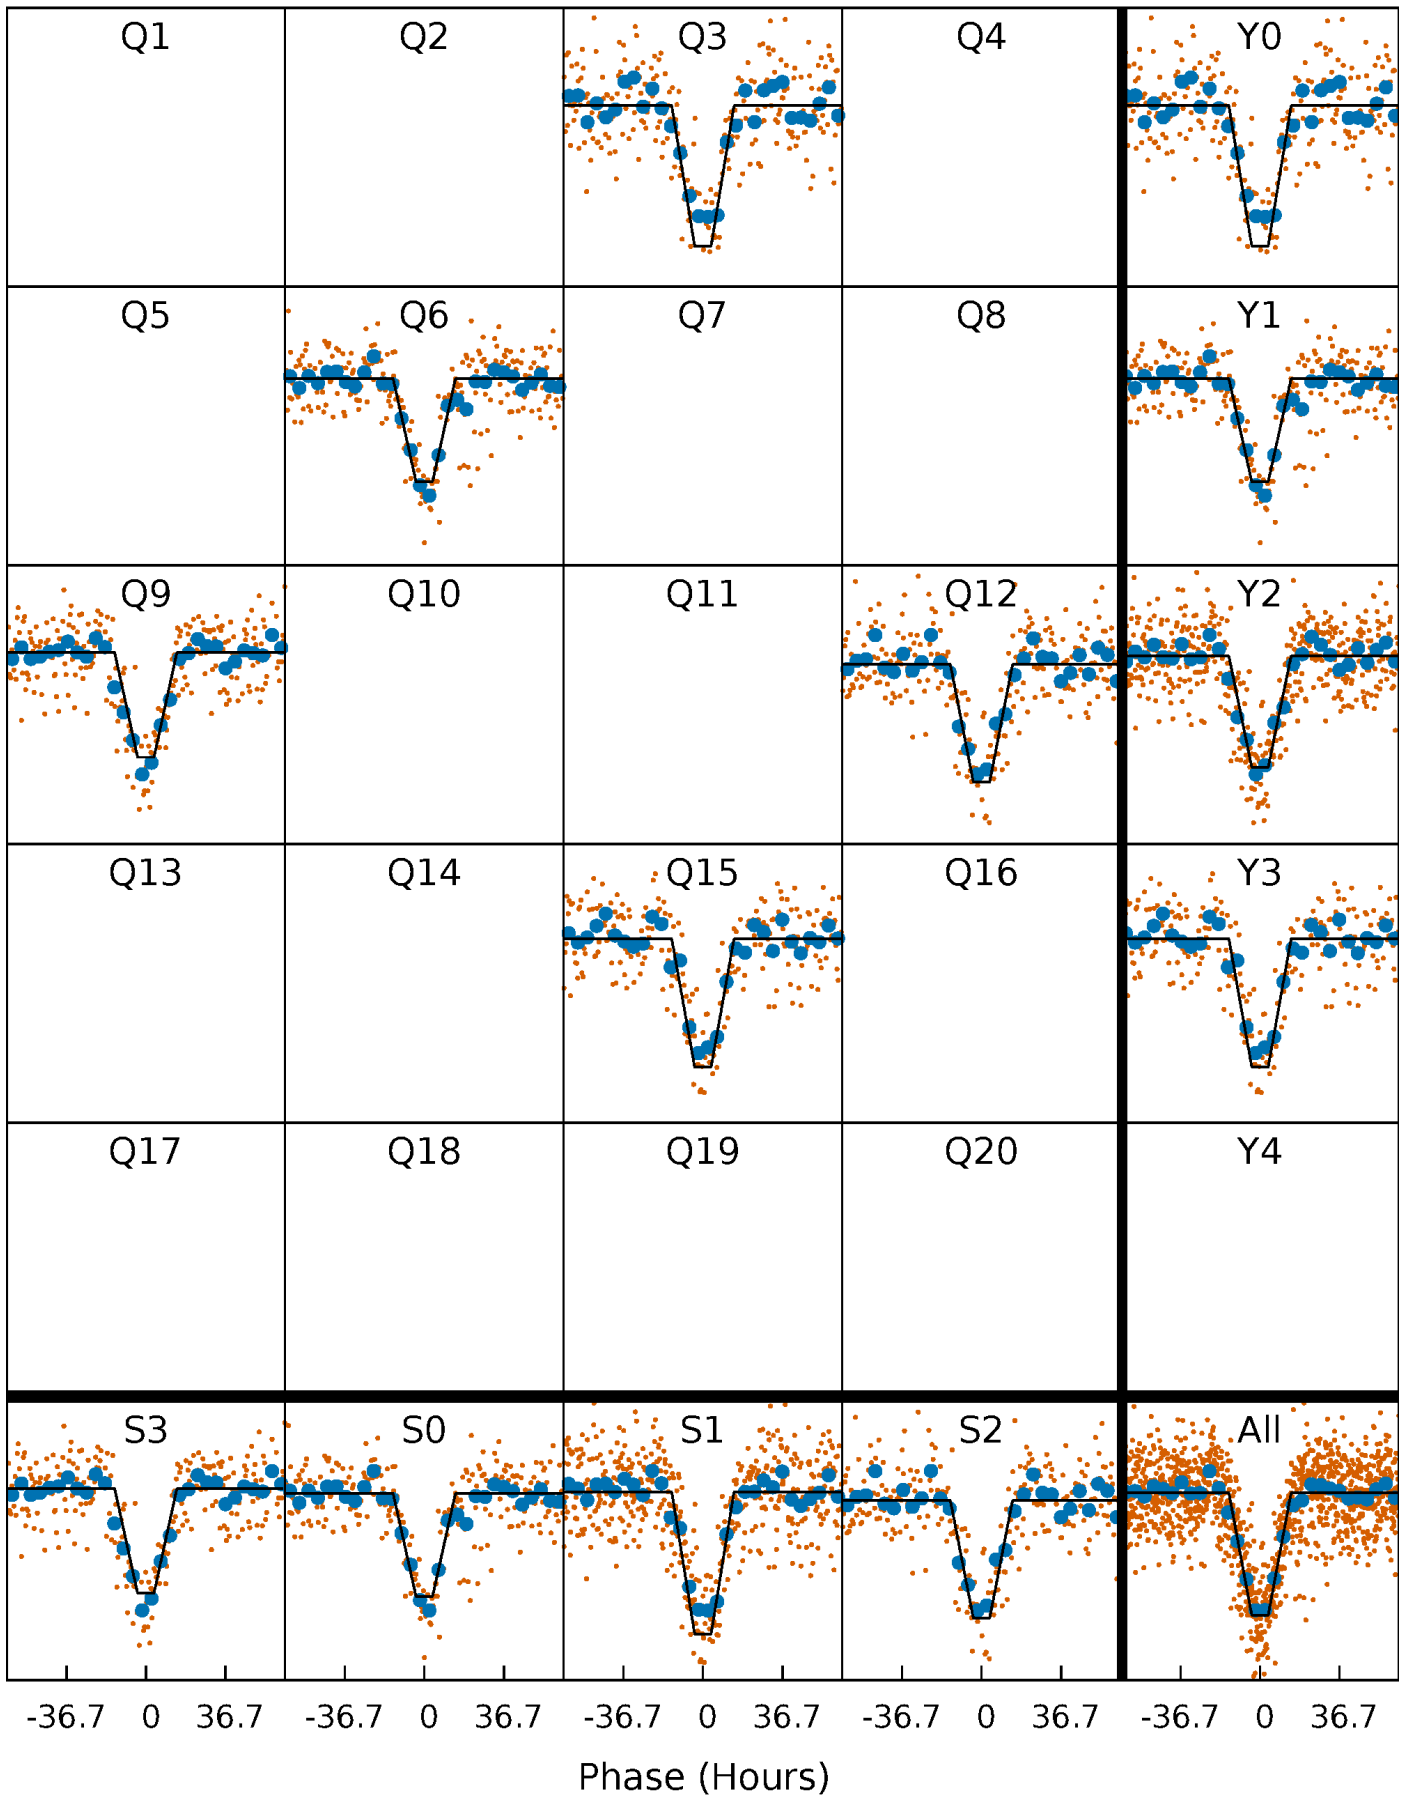 Q1 Q2 Q3 Q4 Y0
Q5 Q6 Q7 Q8 Y1
Q9 Q10 Q11 Q12 Y2
Q13 Q14 Q15 Q16 Y3
Q17 Q18 Q19 Q20 Y4
S3 S0 S1 S2 All
-36.7 0 36.7 -36.7 0 36.7 -36.7 0 36.7 -36.7 0 36.7 -36.7 0 36.7
Phase (Hours)